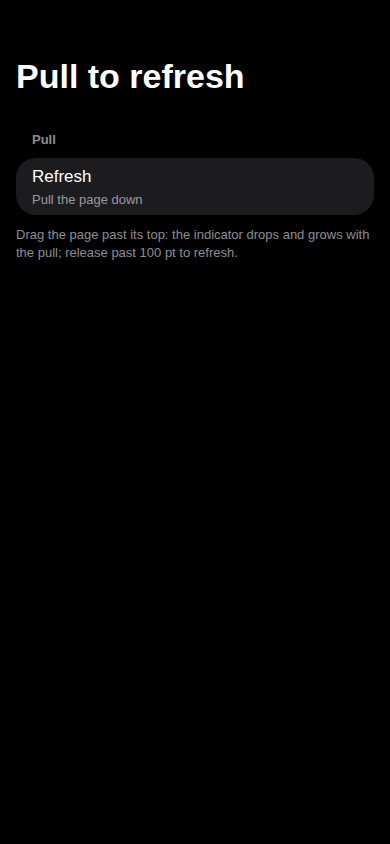 Pull to refresh
Pull
Refresh
Pull the page down
Drag the page past its top: the indicator drops and grows with
the pull; release past 100 pt to refresh.